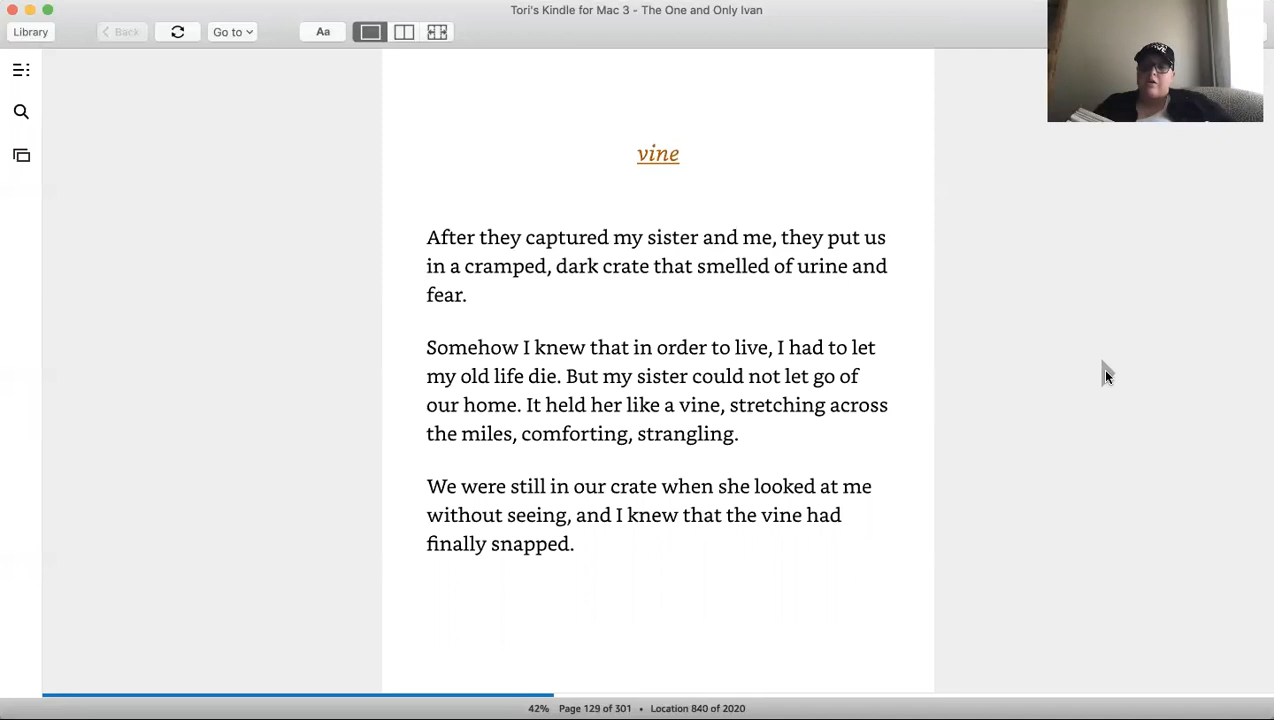 Tori's Kindle for Mac 3 - The One and Only Ivan
Library
Back
Go to
Aa
vine
After they captured my sister and me, they put us
in a cramped, dark crate that smelled of urine and
fear.
Somehow I knew that in order to live, I had to let
my old life die. But my sister could not let go of
our home. It held her like a vine, stretching across
the miles, comforting, strangling.
We were still in our crate when she looked at me
without seeing, and I knew that the vine had
finally snapped.
42% Page 129 of 301 • Location 840 of 2020